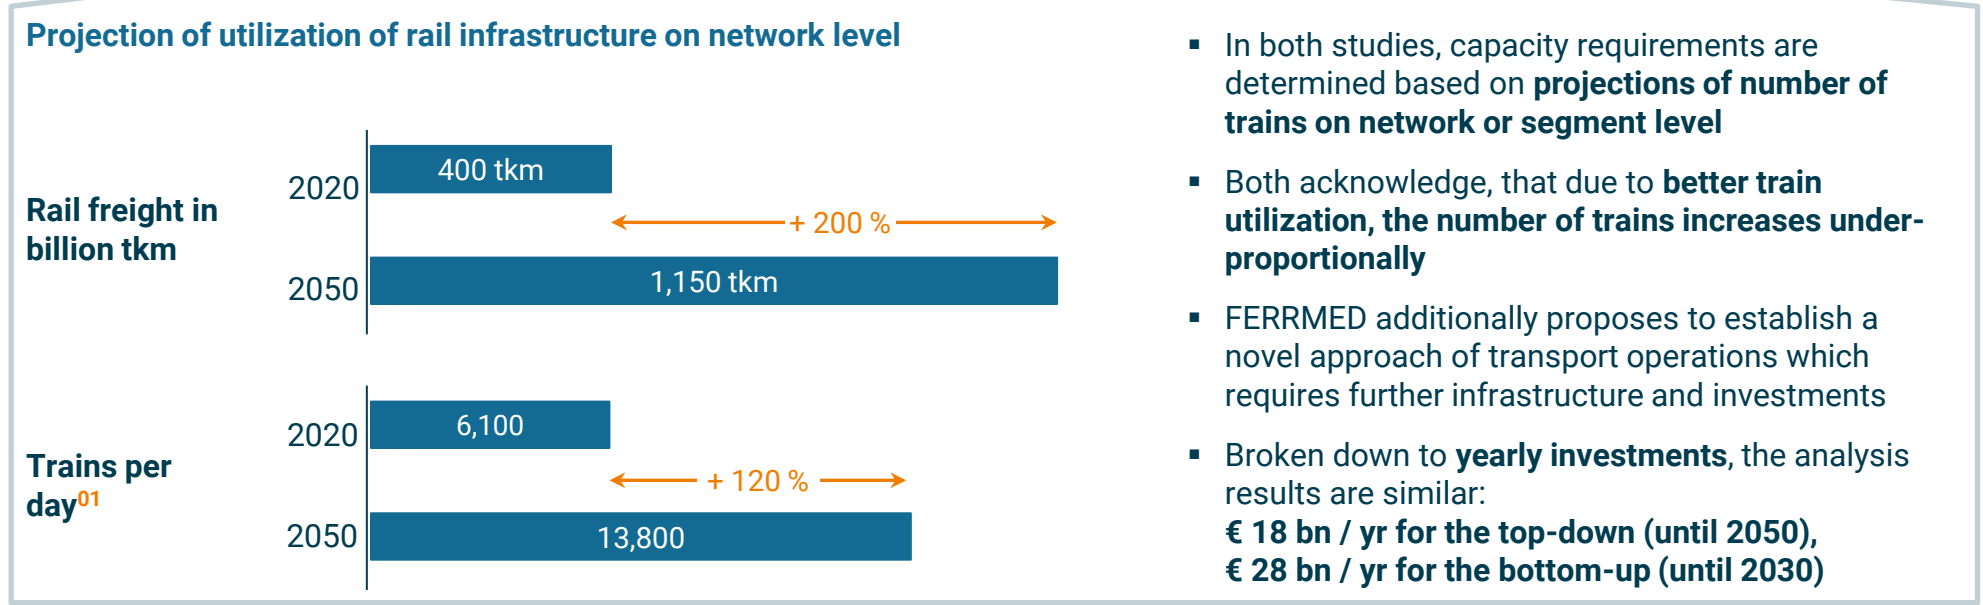 Projection of utilization of rail infrastructure on network level
Rail freight in
billion tkm
2020
400 tkm
+ 200 %
2050
1,150 tkm
Trains per
day01
2020
6,100
+ 120 %
2050
13,800
▪ In both studies, capacity requirements are
determined based on projections of number of
trains on network or segment level
▪ Both acknowledge, that due to better train
utilization, the number of trains increases under-
proportionally
▪ FERRMED additionally proposes to establish a
novel approach of transport operations which
requires further infrastructure and investments
▪ Broken down to yearly investments, the analysis
results are similar:
€ 18 bn / yr for the top-down (until 2050),
€ 28 bn / yr for the bottom-up (until 2030)